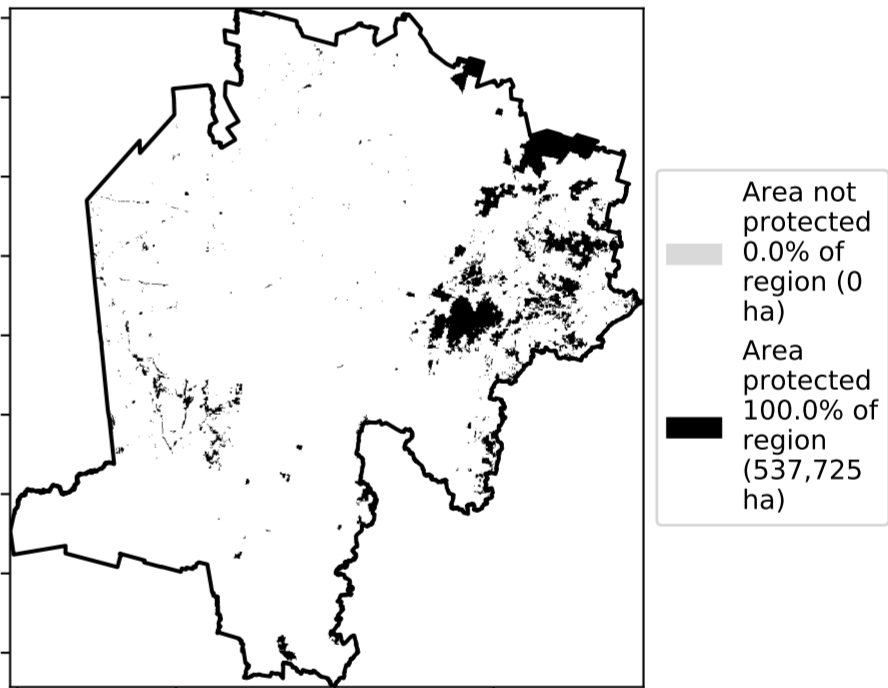 Area not
protected
0.0% of
region (0
ha)
Area
protected
100.0% of
region
(537,725
ha)